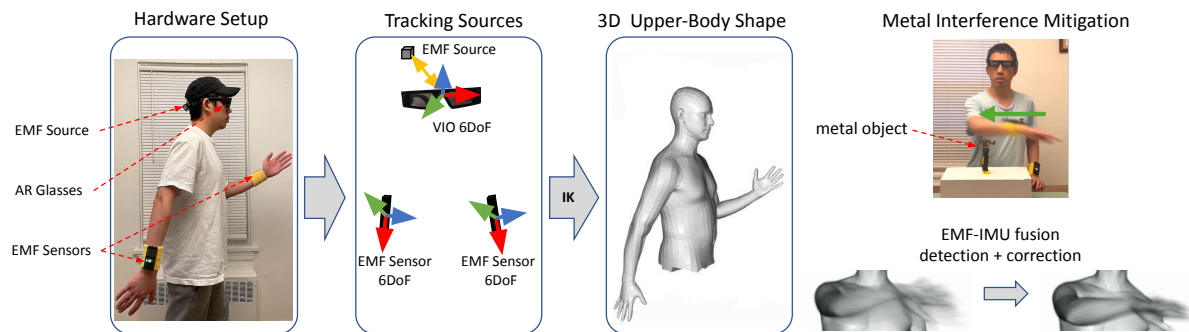 Hardware Setup
Tracking Sources
3D Upper-Body Shape
Metal Interference Mitigation
EMF Source
AR Glasses
EMF Sensors
EMF Source
VIO 6DoF
EMF Sensor
6DoF
EMF Sensor
6DoF
IK
metal object
EMF-IMU fusion
detection + correction